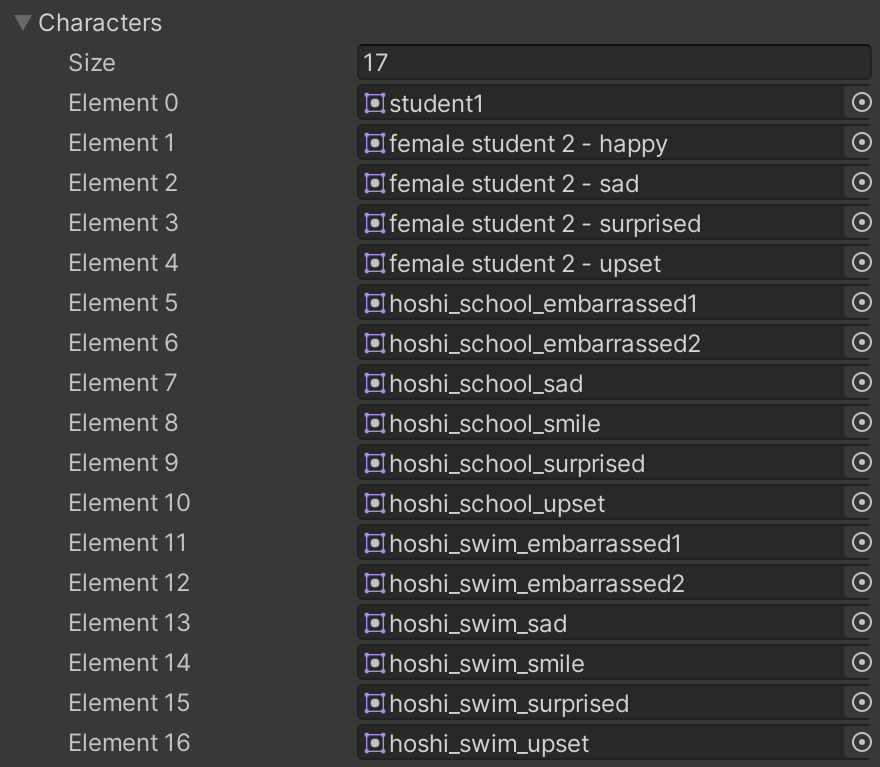 Characters
Size 17
Element 0 student1
Element 1 female student 2 - happy
Element 2 female student 2 - sad
Element 3 female student 2 - surprised
Element 4 female student 2 - upset
Element 5 hoshi_school_embarrassed1
Element 6 hoshi_school_embarrassed2
Element 7 hoshi_school_sad
Element 8 hoshi_school_smile
Element 9 hoshi_school_surprised
Element 10 hoshi_school_upset
Element 11 hoshi_swim_embarrassed1
Element 12 hoshi_swim_embarrassed2
Element 13 hoshi_swim_sad
Element 14 hoshi_swim_smile
Element 15 hoshi_swim_surprised
Element 16 hoshi_swim_upset